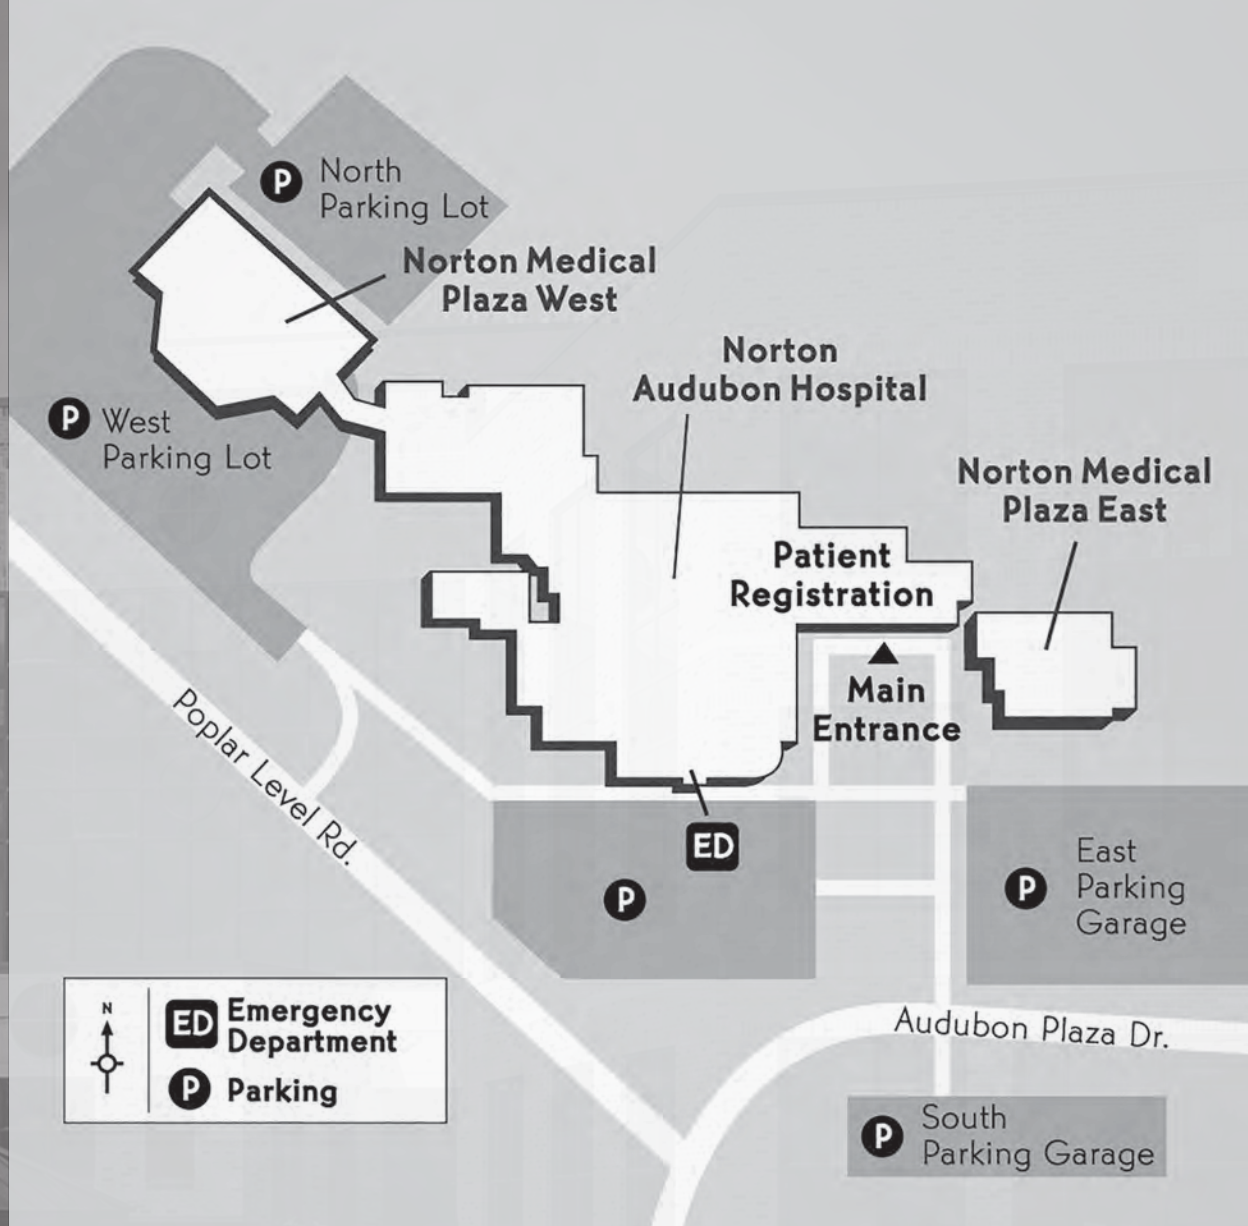 P
North
Parking Lot
Norton Medical
Plaza West
Norton
Audubon Hospital
P
West
Parking Lot
Norton Medical
Plaza East
Patient
Registration
Main
Entrance
Poplar Level Rd.
ED
P
P
East
Parking
Garage
N
ED
Emergency
Department
P
Parking
Audubon Plaza Dr.
P
South
Parking Garage